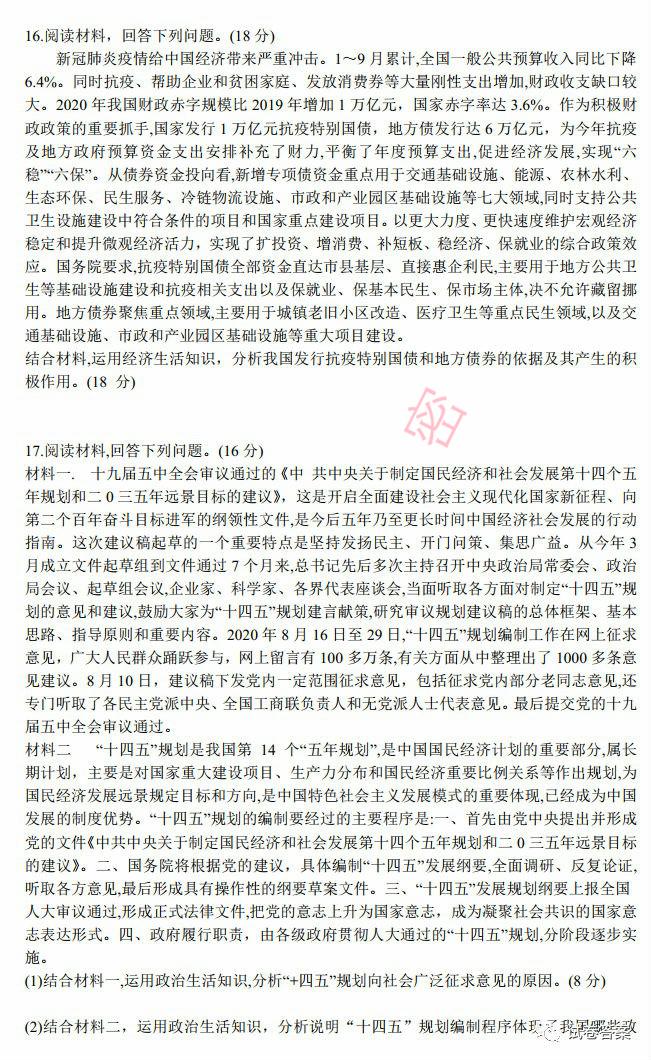 16.阅读材料，回答下列问题。(18 分)
新冠肺炎疫情给中国经济带来严重冲击。1～9 月累计,全国一般公共预算收入同比下降
6.4%。同时抗疫、帮助企业和贫困家庭、发放消费券等大量刚性支出增加,财政收支缺口较
大。2020 年我国财政赤字规模比 2019 年增加 1 万亿元，国家赤字率达 3.6%。作为积极财
政政策的重要抓手,国家发行 1 万亿元抗疫特别国债，地方债发行达 6 万亿元，为今年抗疫
及地方政府预算资金支出安排补充了财力,平衡了年度预算支出,促进经济发展,实现“六
稳”“六保”。从债券资金投向看,新增专项债资金重点用于交通基础设施、能源、农林水利、
生态环保、民生服务、冷链物流设施、市政和产业园区基础设施等七大领域,同时支持公共
卫生设施建设中符合条件的项目和国家重点建设项目。以更大力度、更快速度维护宏观经济
稳定和提升微观经济活力，实现了扩投资、增消费、补短板、稳经济、保就业的综合政策效
应。国务院要求,抗疫特别国债全部资金直达市县基层、直接惠企利民,主要用于地方公共卫
生等基础设施建设和抗疫相关支出以及保就业、保基本民生、保市场主体,决不允许藏留挪
用。地方债券聚焦重点领域,主要用于城镇老旧小区改造、医疗卫生等重点民生领域,以及交
通基础设施、市政和产业园区基础设施等重大项目建设。
结合材料,运用经济生活知识，分析我国发行抗疫特别国债和地方债券的依据及其产生的积
极作用。(18 分)
密
17.阅读材料,回答下列问题。(16 分)
材料一. 十九届五中全会审议通过的《中 共中央关于制定国民经济和社会发展第十四个五
年规划和二 0 三五年远景目标的建议》，这是开启全面建设社会主义现代化国家新征程、向
第二个百年奋斗目标进军的纲领性文件,是今后五年乃至更长时间中国经济社会发展的行动
指南。这次建议稿起草的一个重要特点是坚持发扬民主、开门问策、集思广益。从今年 3
月成立文件起草组到文件通过 7 个月来,总书记先后多次主持召开中央政治局常委会、政治
局会议、起草组会议,企业家、科学家、各界代表座谈会,当面听取各方面对制定“十四五”规
划的意见和建议,鼓励大家为“十四五”规划建言献策,研究审议规划建议稿的总体框架、基本
思路、指导原则和重要内容。2020 年 8 月 16 日至 29 日,“十四五”规划编制工作在网上征求
意见，广大人民群众踊跃参与，网上留言有 100 多万条,有关方面从中整理出了 1000 多条意
见建议。8 月 10 日，建议稿下发党内一定范围征求意见，包括征求党内部分老同志意见,还
专门听取了各民主党派中央、全国工商联负责人和无党派人士代表意见。最后提交党的十九
届五中全会审议通过。
材料二 “十四五”规划是我国第 14 个“五年规划”,是中国国民经济计划的重要部分,属长
期计划，主要是对国家重大建设项目、生产力分布和国民经济重要比例关系等作出规划,为
国民经济发展远景规定目标和方向,是中国特色社会主义发展模式的重要体现,已经成为中国
发展的制度优势。“十四五”规划的编制要经过的主要程序是:一、首先由党中央提出并形成
党的文件《中共中央关于制定国民经济和社会发展第十四个五年规划和二 0 三五年远景目标
的建议》。二、国务院将根据党的建议，具体编制“十四五”发展纲要,全面调研、反复论证,
听取各方意见,最后形成具有操作性的纲要草案文件。三、“十四五”发展规划纲要上报全国
人大审议通过,形成正式法律文件,把党的意志上升为国家意志，成为凝聚社会共识的国家意
志表达形式。四、政府履行职责，由各级政府贯彻人大通过的“十四五”规划,分阶段逐步实
施。
(1)结合材料一,运用政治生活知识,分析“+四五”规划向社会广泛征求意见的原因。(8 分)
(2)结合材料二，运用政治生活知识，分析说明“十四五”规划编制程序体现了我国哪些政
试卷答案